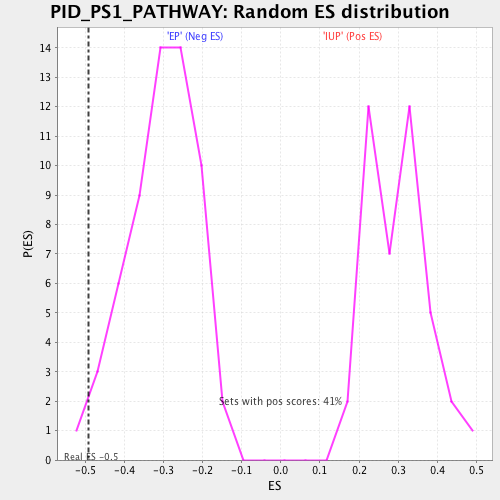 PID_PS1_PATHWAY: Random ES distribution
'EP' (Neg ES)
'IUP' (Pos ES)
14
13
12
11
10
9
8
7
6
5
4
3
2
1
0
P(ES)
Sets with pos scores: 41%
Real ES -0.5
-0.5 -0.4 -0.3 -0.2 -0.1 0.0 0.1 0.2 0.3 0.4 0.5
ES